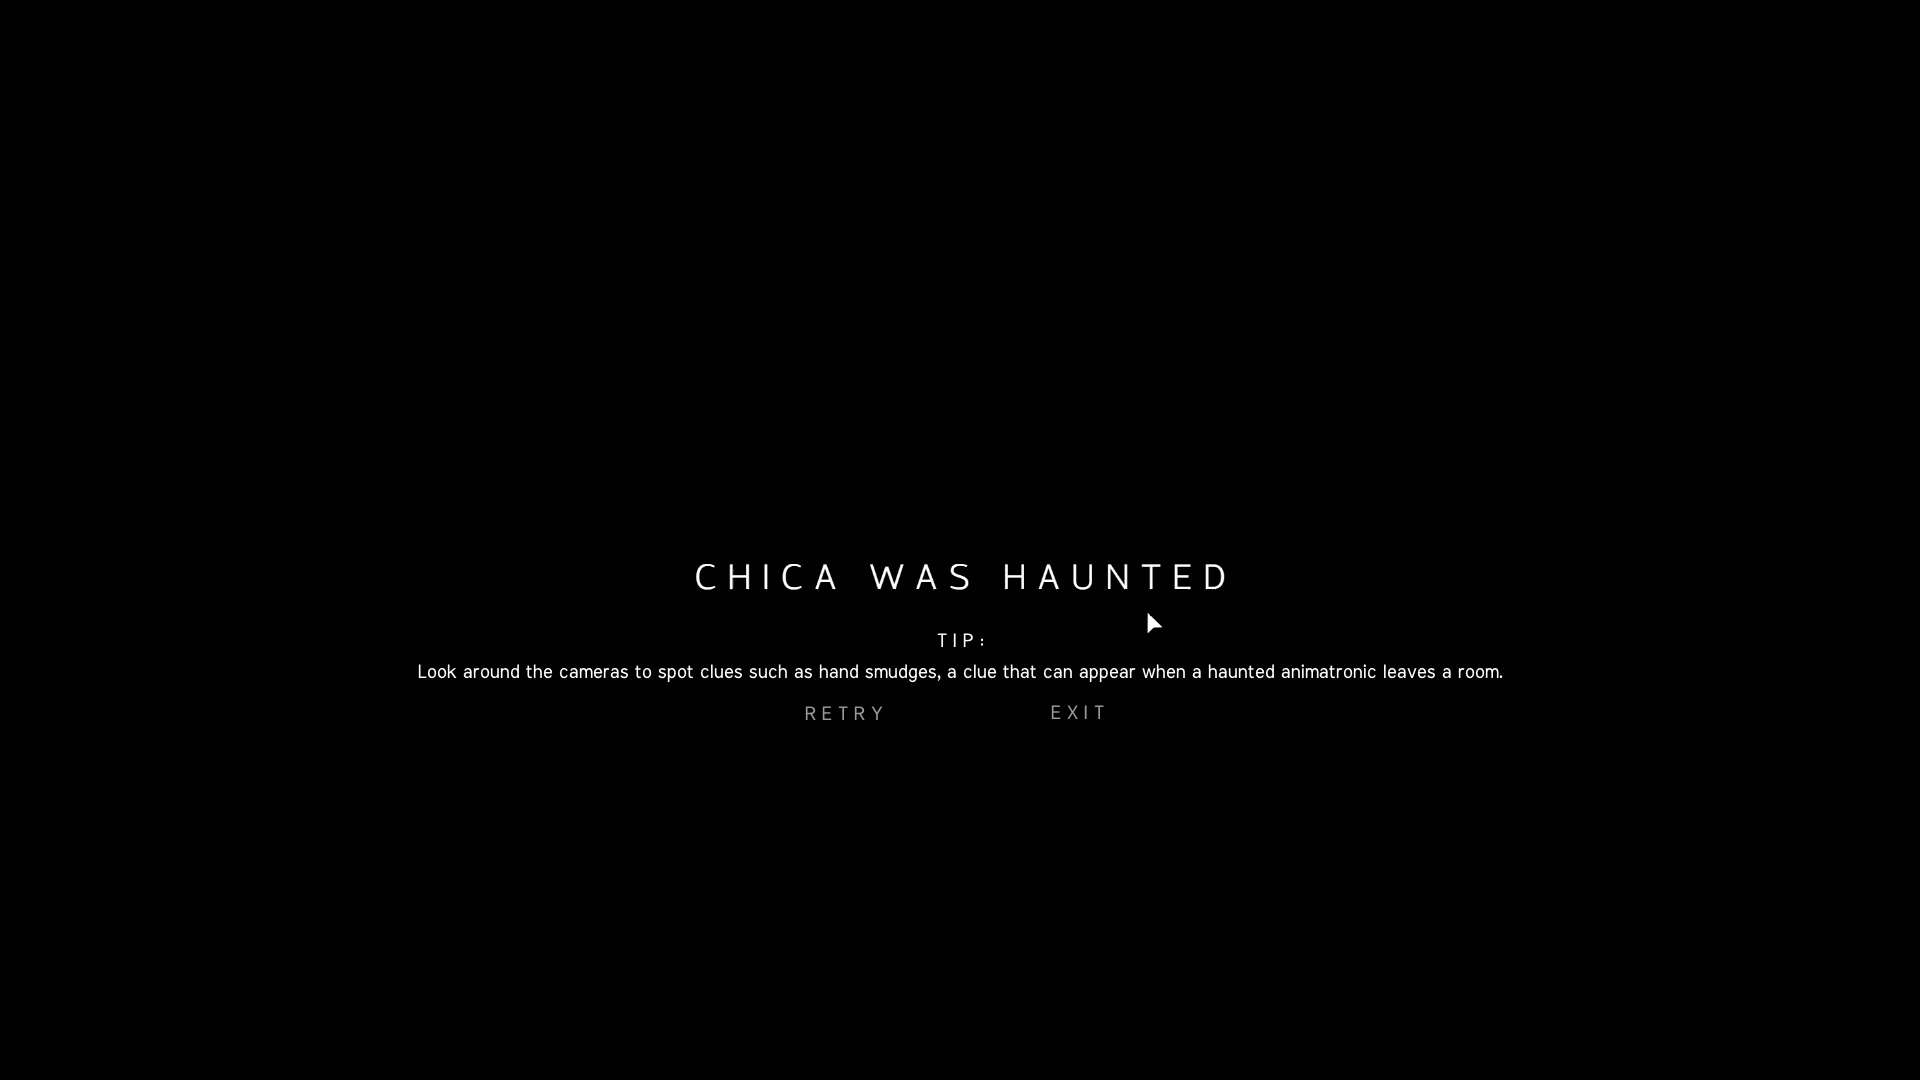 CHICA WAS HAUNTED
TIP:
Look around the cameras to spot clues such as hand smudges, a clue that can appear when a haunted animatronic leaves a room.
RETRY EXIT